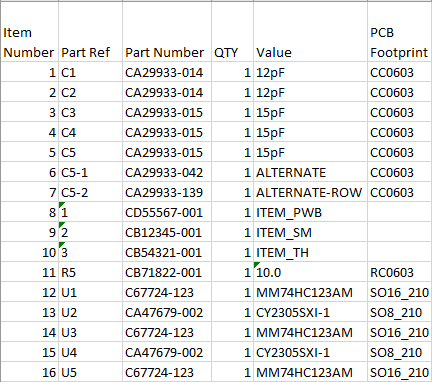 Item Number Part Ref Part Number QTY Value PCB Footprint
1 C1 CA29933-014 1 12pF CC0603
2 C2 CA29933-014 1 12pF CC0603
3 C3 CA29933-015 1 15pF CC0603
4 C4 CA29933-015 1 15pF CC0603
5 C5 CA29933-015 1 15pF CC0603
6 C5-1 CA29933-042 1 ALTERNATE CC0603
7 C5-2 CA29933-139 1 ALTERNATE-ROW CC0603
8 1 CD55567-001 1 ITEM_PWB
9 2 CB12345-001 1 ITEM_SM
10 3 CB54321-001 1 ITEM_TH
11 R5 CB71822-001 1 10.0 RC0603
12 U1 C67724-123 1 MM74HC123AM SO16_210
13 U2 CA47679-002 1 CY2305SXI-1 SO8_210
14 U3 C67724-123 1 MM74HC123AM SO16_210
15 U4 CA47679-002 1 CY2305SXI-1 SO8_210
16 U5 C67724-123 1 MM74HC123AM SO16_210